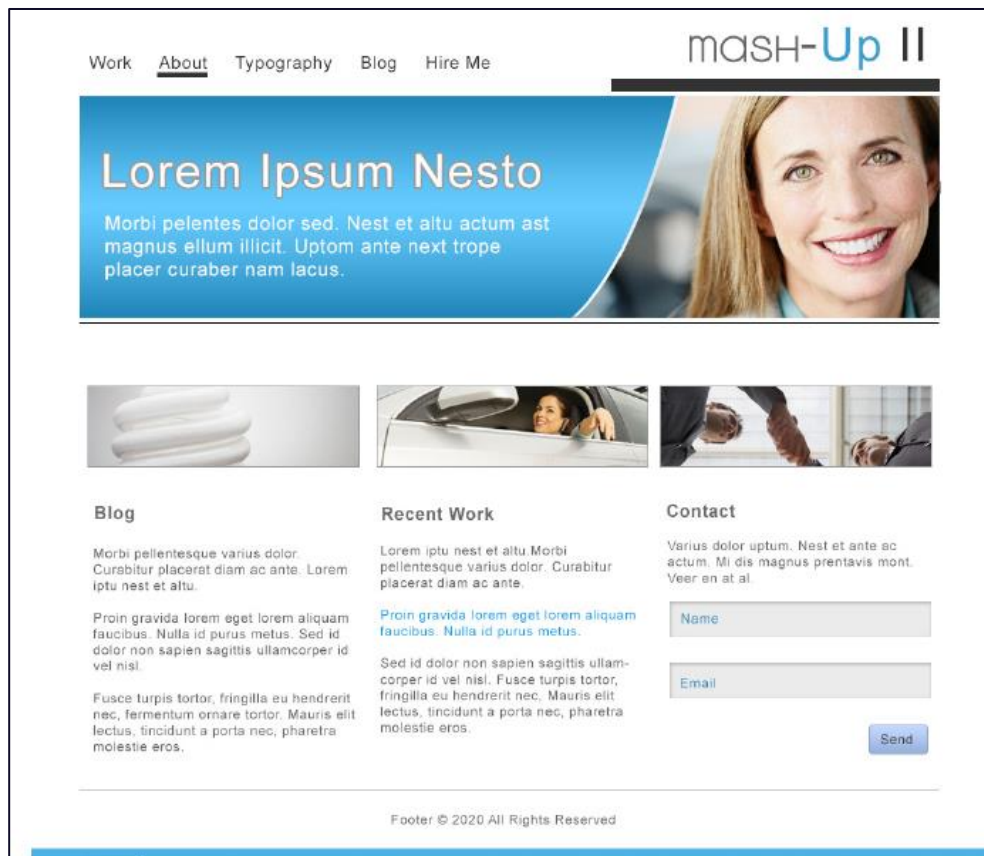 mash-Up II
Work About Typography Blog Hire Me
Lorem Ipsum Nesto
Morbi pelentes dolor sed. Nest et altu actum ast
magnus ellum illicit. Uptom ante next trope
placer curaber nam lacus.
Blog
Morbi pellentesque varius dolor.
Curabitur placerat diam ac ante. Lorem
iptu nest et altu.
Proin gravida lorem eget lorem aliquam
faucibus. Nulla id purus metus. Sed id
dolor non sapien sagittis ullamcorper id
vel nisl.
Fusce turpis tortor, fringilla eu hendrerit
nec, fermentum ornare tortor. Mauris elit
lectus, tincidunt a porta nec, pharetra
molestie eros.
Recent Work
Lorem iptu nest et altu.Morbi
pellentesque varius dolor. Curabitur
placerat diam ac ante.
Proin gravida lorem eget lorem aliquam
faucibus. Nulla id purus metus.
Sed id dolor non sapien sagittis ullam-
corper id vel nisl. Fusce turpis tortor,
fringilla eu hendrerit nec, Mauris elit
lectus, tincidunt a porta nec, pharetra
molestie eros.
Contact
Varius dolor uptum. Nest et ante ac
actum. Mi dis magnus prentavis mont.
Veer en at al.
Name
Email
Send
Footer © 2020 All Rights Reserved